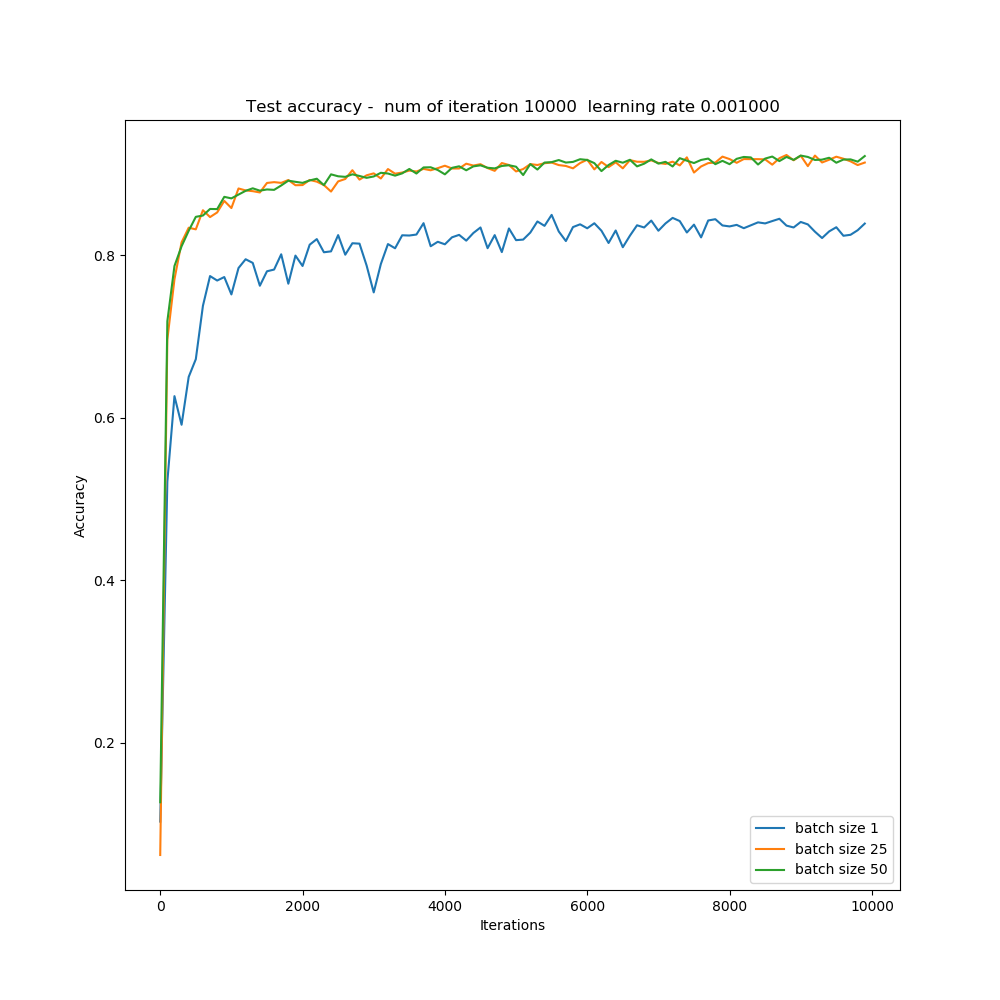 Test accuracy -  num of iteration 10000  learning rate 0.001000
Accuracy
0.8
0.6
0.4
0.2
batch size 1
batch size 25
batch size 50
0 2000 4000 6000 8000 10000
Iterations